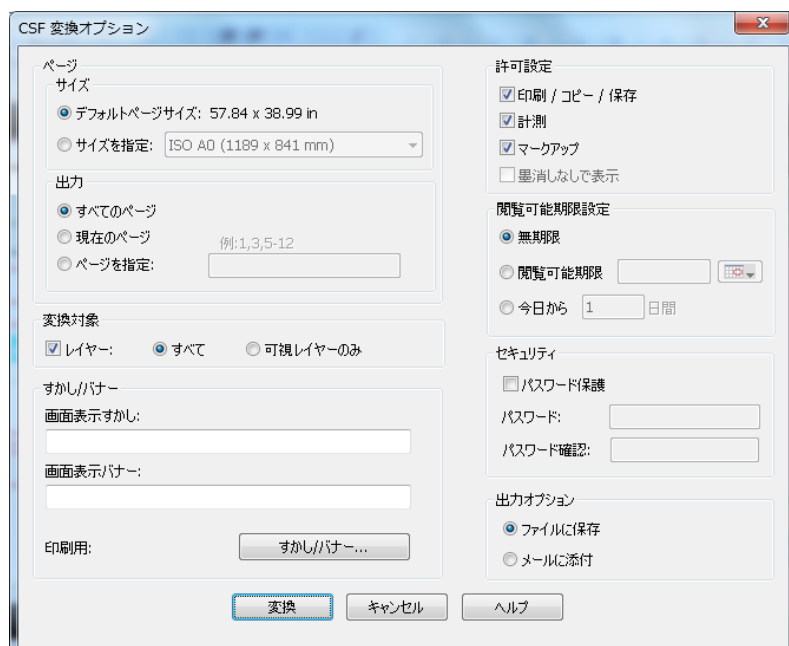 CSF 変換オプション
ページ
サイズ
デフォルトページサイズ: 57.84 x 38.99 in
サイズを指定: ISO A0 (1189 x 841 mm)
出力
すべてのページ
現在のページ
例:1,3,5-12
ページを指定:
変換対象
レイヤー: すべて 可視レイヤーのみ
すかし/バナー
画面表示すかし:
画面表示バナー:
印刷用: すかし/バナー...
許可設定
印刷 / コピー / 保存
計測
マークアップ
墨消しなしで表示
閲覧可能期限設定
無期限
閲覧可能期限
今日から 1 日間
セキュリティ
パスワード保護
パスワード:
パスワード確認:
出力オプション
ファイルに保存
メールに添付
変換 キャンセル ヘルプ